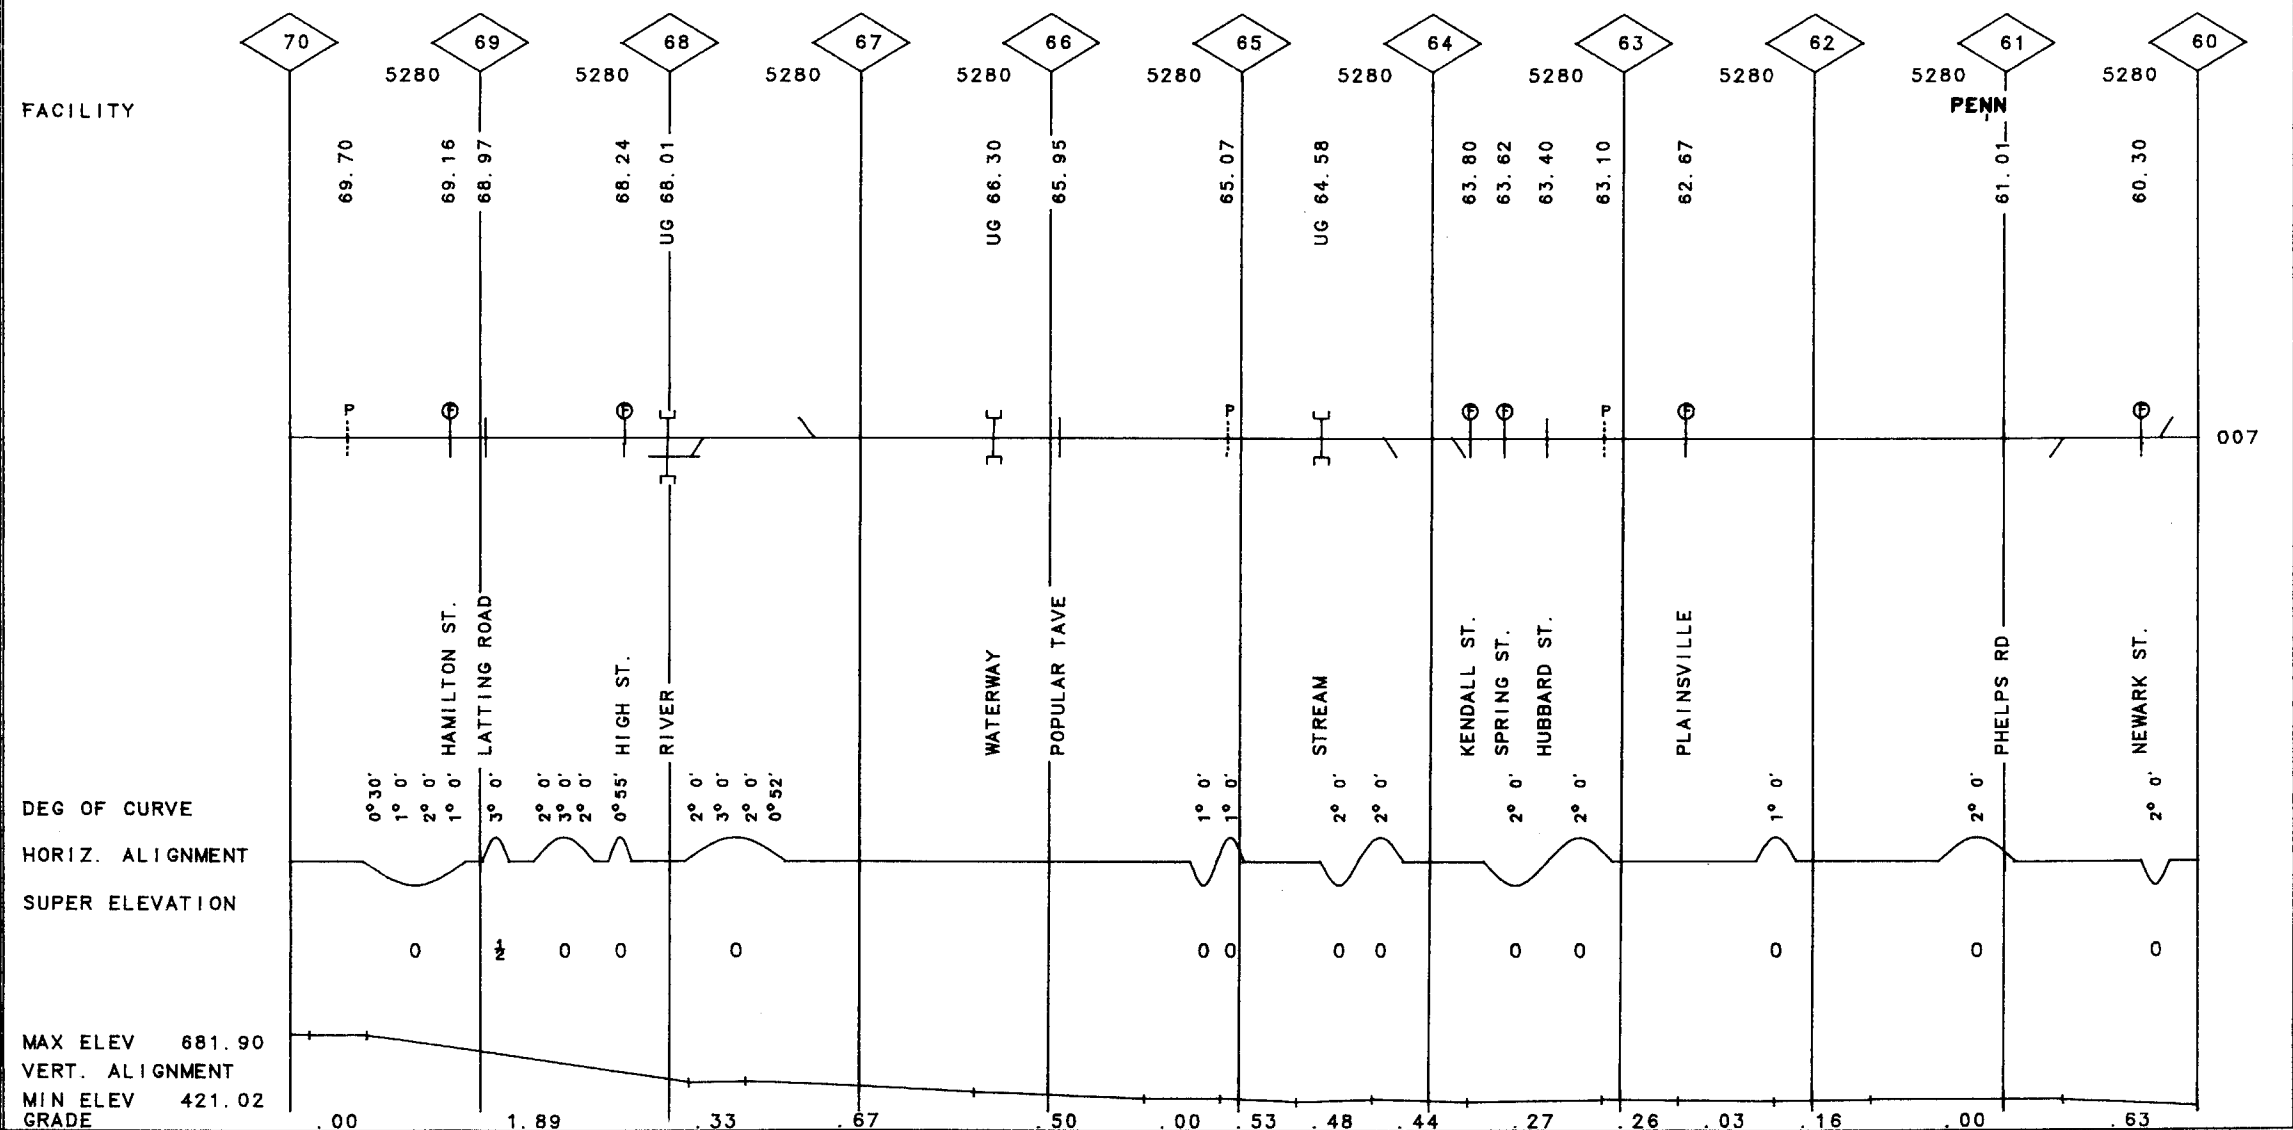 70 69 68 67 66 65 64 63 62 61 60
5280 5280 5280 5280 5280 5280 5280 5280 5280 5280
FACILITY PENN
69.70
69.16
68.97
68.24
UG 68.01
UG 66.30
65.95
65.07
UG 64.58
63.80
63.62
63.40
63.10
62.67
61.01
60.30
P F F P F F P F F
007
HAMILTON ST.
LATTING ROAD
HIGH ST.
RIVER
WATERWAY
POPULAR TAVE
STREAM
KENDALL ST.
SPRING ST.
HUBBARD ST.
PLAINSVILLE
PHELPS RD
NEWARK ST.
DEG OF CURVE 0°30' 1° 0' 2° 0' 1° 0' 3° 0' 2° 0' 3° 0' 2° 0' 0°55' 2° 0' 3° 0' 2° 0' 0°52' 1° 0' 1° 0' 2° 0' 2° 0' 2° 0' 2° 0' 1° 0' 2° 0' 2° 0'
HORIZ. ALIGNMENT
SUPER ELEVATION
0 ½ 0 0 0 0 0 0 0 0 0 0 0 0
MAX ELEV 681.90
VERT. ALIGNMENT
MIN ELEV 421.02
GRADE .00 1.89 .33 .67 .50 .00 .53 .48 .44 .27 .26 .03 .16 .00 .63